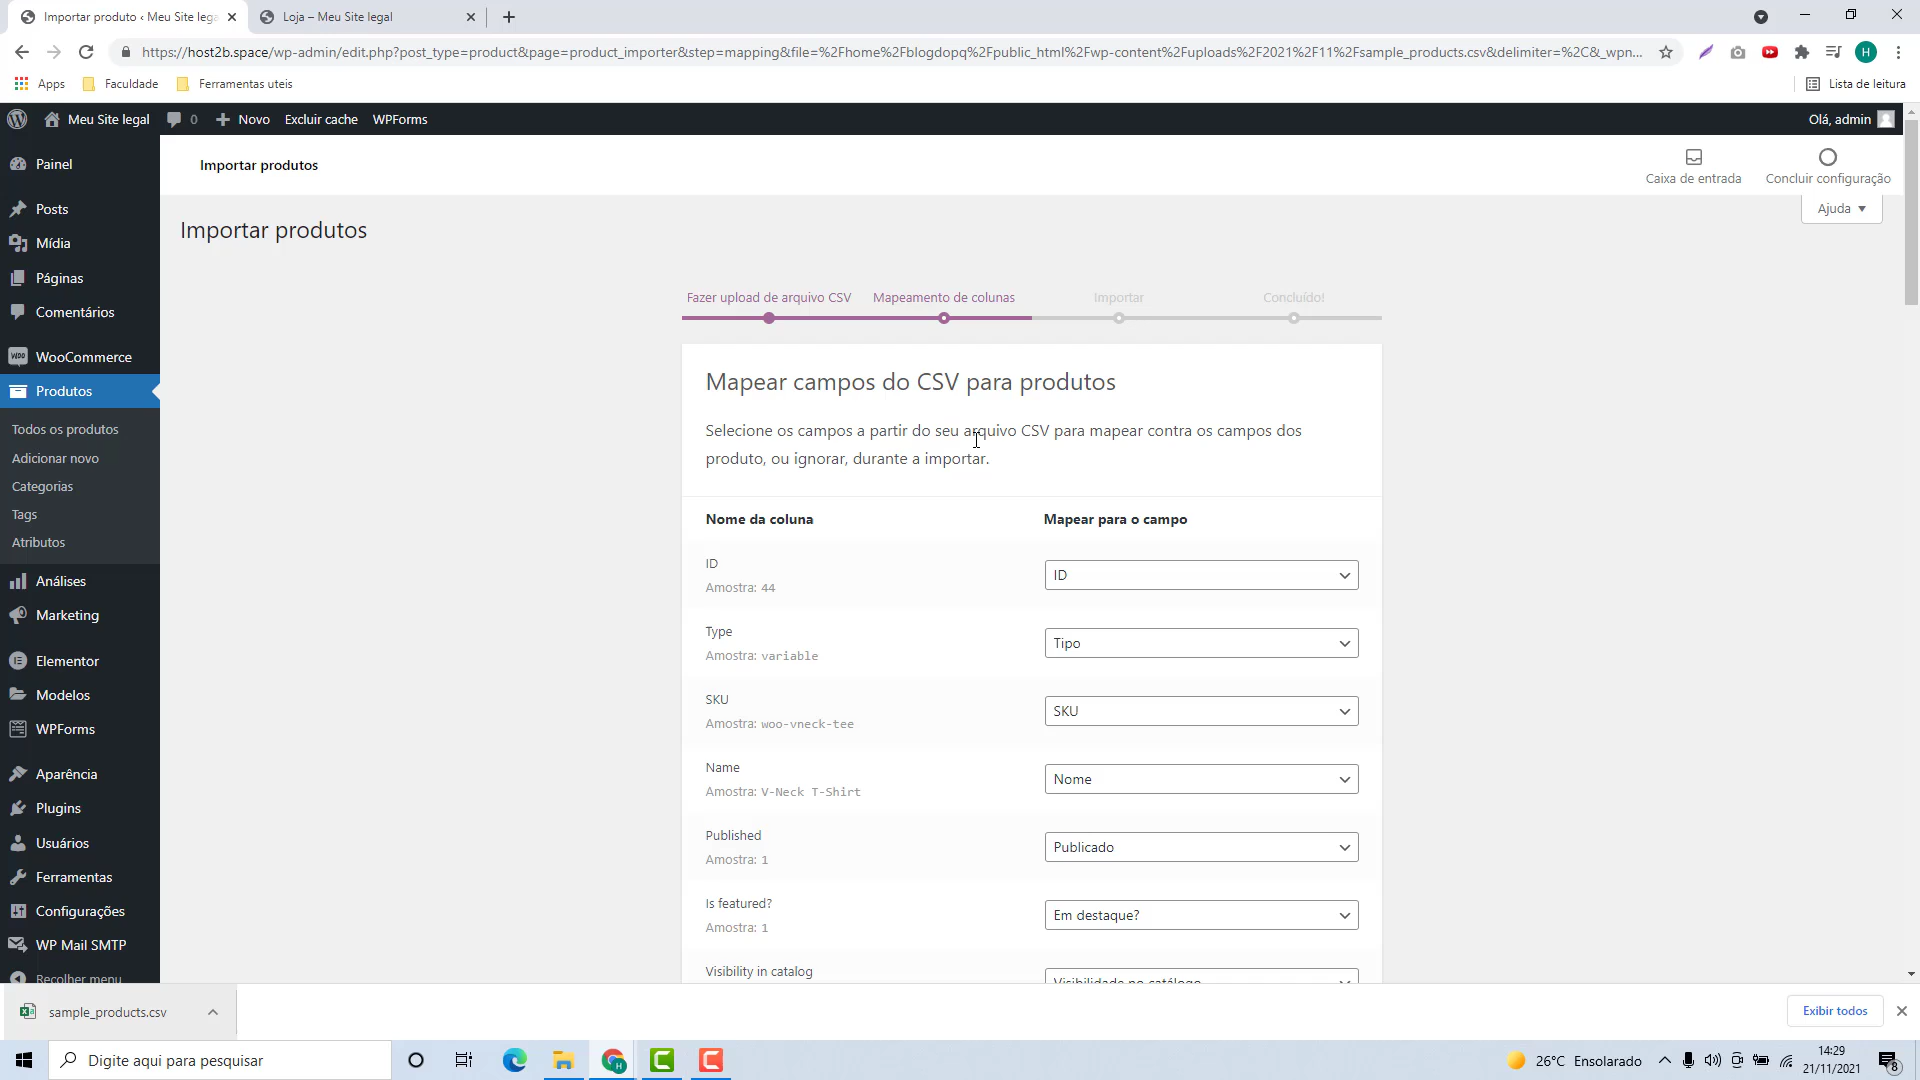 Importar produto ‹ Meu Site lega
Loja – Meu Site legal
https://host2b.space/wp-admin/edit.php?post_type=product&page=product_importer&step=mapping&file=%2Fhome%2Fblogdopq%2Fpublic_html%2Fwp-content%2Fuploads%2F2021%2F11%2Fsample_products.csv&delimiter=%2C&_wpn...
H
Apps
Faculdade
Ferramentas uteis
Lista de leitura
Meu Site legal
0
Novo
Excluir cache
WPForms
Olá, admin
Painel
Posts
Mídia
Páginas
Comentários
WooCommerce
Produtos
Todos os produtos
Adicionar novo
Categorias
Tags
Atributos
Análises
Marketing
Elementor
Modelos
WPForms
Aparência
Plugins
Usuários
Ferramentas
Configurações
WP Mail SMTP
Recolher menu
Importar produtos
Caixa de entrada
Concluir configuração
Ajuda
Importar produtos
Fazer upload de arquivo CSV
Mapeamento de colunas
Importar
Concluído!
Mapear campos do CSV para produtos
Selecione os campos a partir do seu arquivo CSV para mapear contra os campos dos
produto, ou ignorar, durante a importar.
Nome da coluna
Mapear para o campo
ID
Amostra: 44
ID
Type
Amostra: variable
Tipo
SKU
Amostra: woo-vneck-tee
SKU
Name
Amostra: V-Neck T-Shirt
Nome
Published
Amostra: 1
Publicado
Is featured?
Amostra: 1
Em destaque?
Visibility in catalog
Visibilidade no catálogo
sample_products.csv
Exibir todos
Digite aqui para pesquisar
26°C Ensolarado
14:29
21/11/2021
8